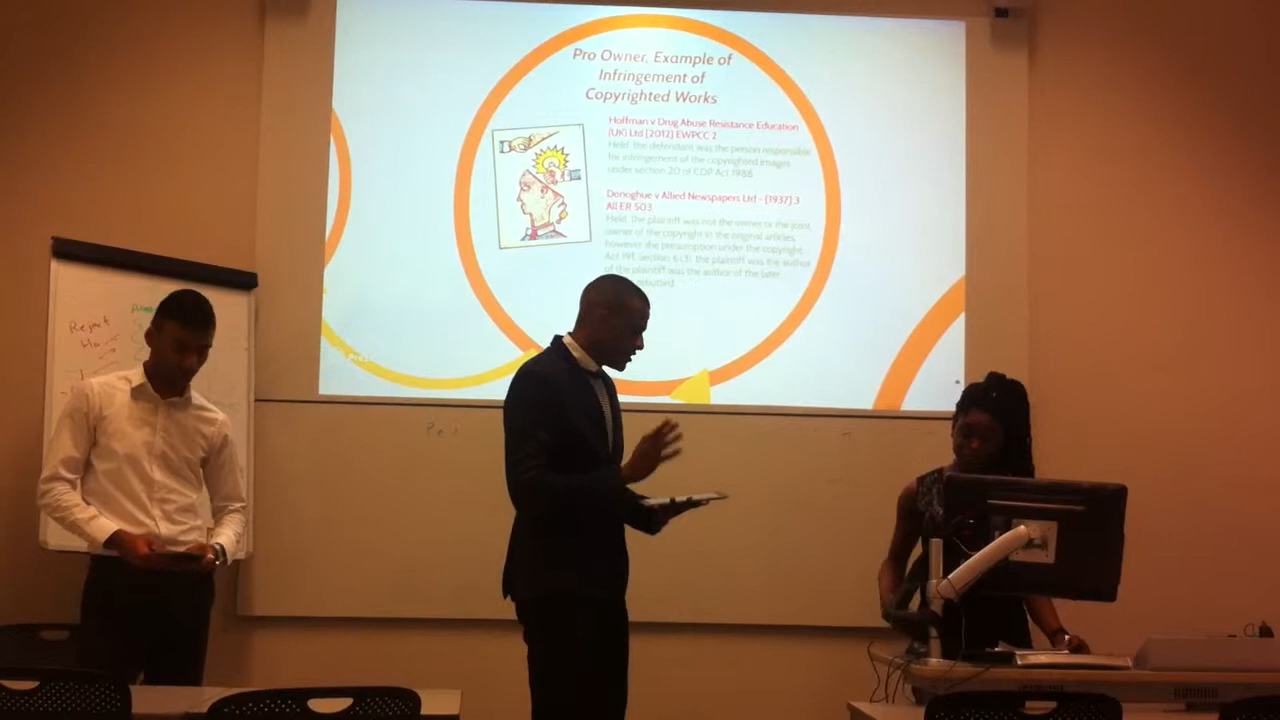 Pro Owner, Example of
Infringement of
Copyrighted Works
Hoffman v Drug Abuse Resistance Education
(UK) Ltd [2012] EWPCC 2
Held, the defendant was the person responsible
for infringement of the copyrighted images
under section 20 of CDP Act 1988
Donoghue v Allied Newspapers Ltd - [1937] 3
All ER 503
Held, the plaintiff was not the owner or the joint
owner of the copyright in the original articles,
however the presumption under the copyright
Act 1911, Section 6(3), the plaintiff was the author
of the plaintiff was the author of the later
rebutted
Reject